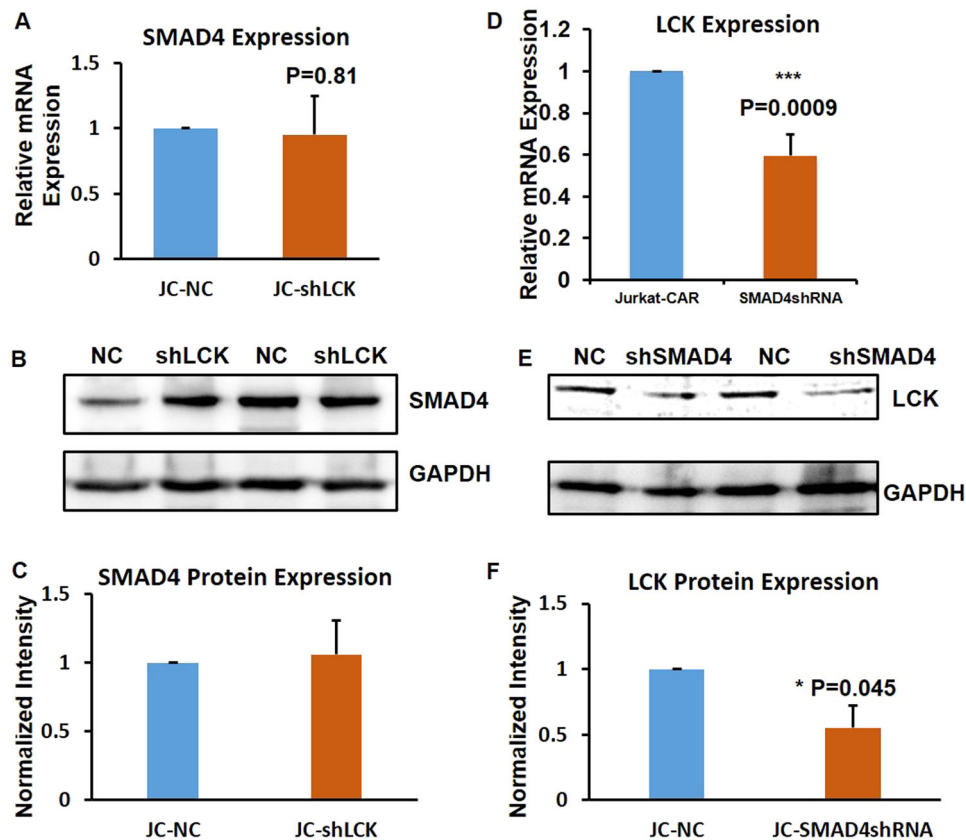 A
SMAD4 Expression
Relative mRNA
Expression
1.5
1
0.5
0
P=0.81
JC-NC JC-shLCK
D
LCK Expression
Relative mRNA Expression
1.2
1
0.8
0.6
0.4
0.2
0
***
P=0.0009
Jurkat-CAR SMAD4shRNA
B
NC shLCK NC shLCK
SMAD4
GAPDH
E
NC shSMAD4 NC shSMAD4
LCK
GAPDH
C
SMAD4 Protein Expression
Normalized Intensity
1.5
1
0.5
0
JC-NC JC-shLCK
F
LCK Protein Expression
Normalized Intensity
1.5
1
0.5
0
* P=0.045
JC-NC JC-SMAD4shRNA